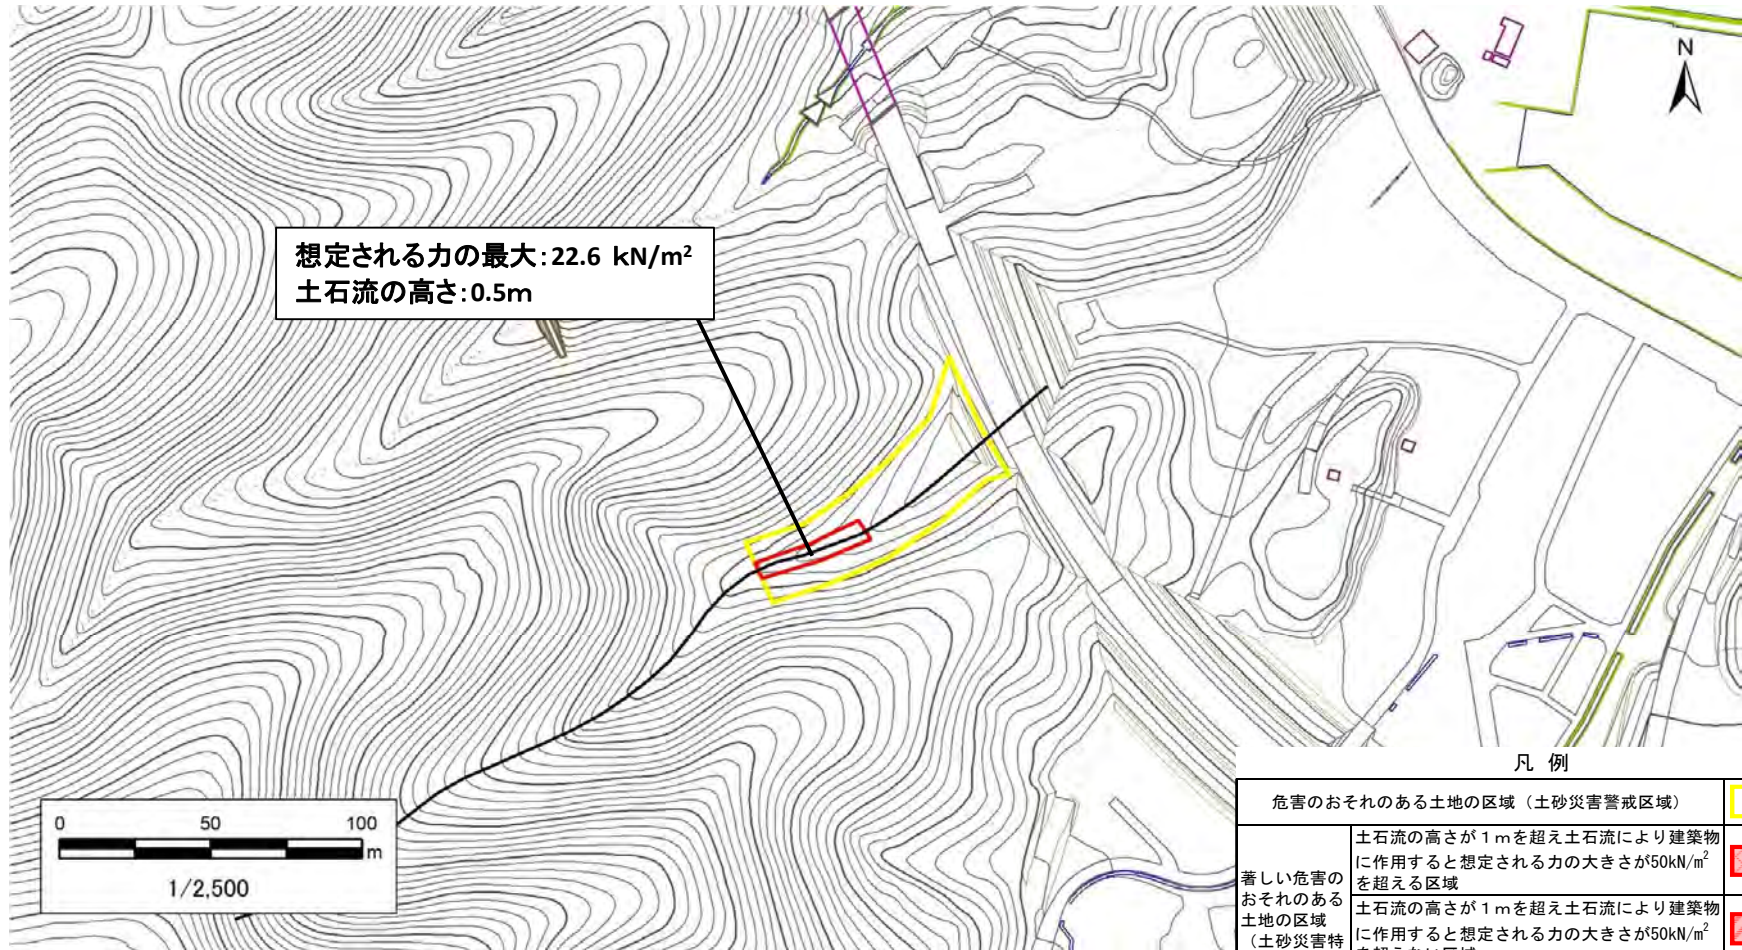 N
想定される力の最大:22.6 kN/m²
土石流の高さ:0.5m
0 50 100
m
1/2,500
凡 例
危害のおそれのある土地の区域（土砂災害警戒区域）
著しい危害の
おそれのある
土地の区域
（土砂災害特
土石流の高さが１ｍを超え土石流により建築物
に作用すると想定される力の大きさが50kN/㎡
を超える区域
土石流の高さが１ｍを超え土石流により建築物
に作用すると想定される力の大きさが50kN/㎡